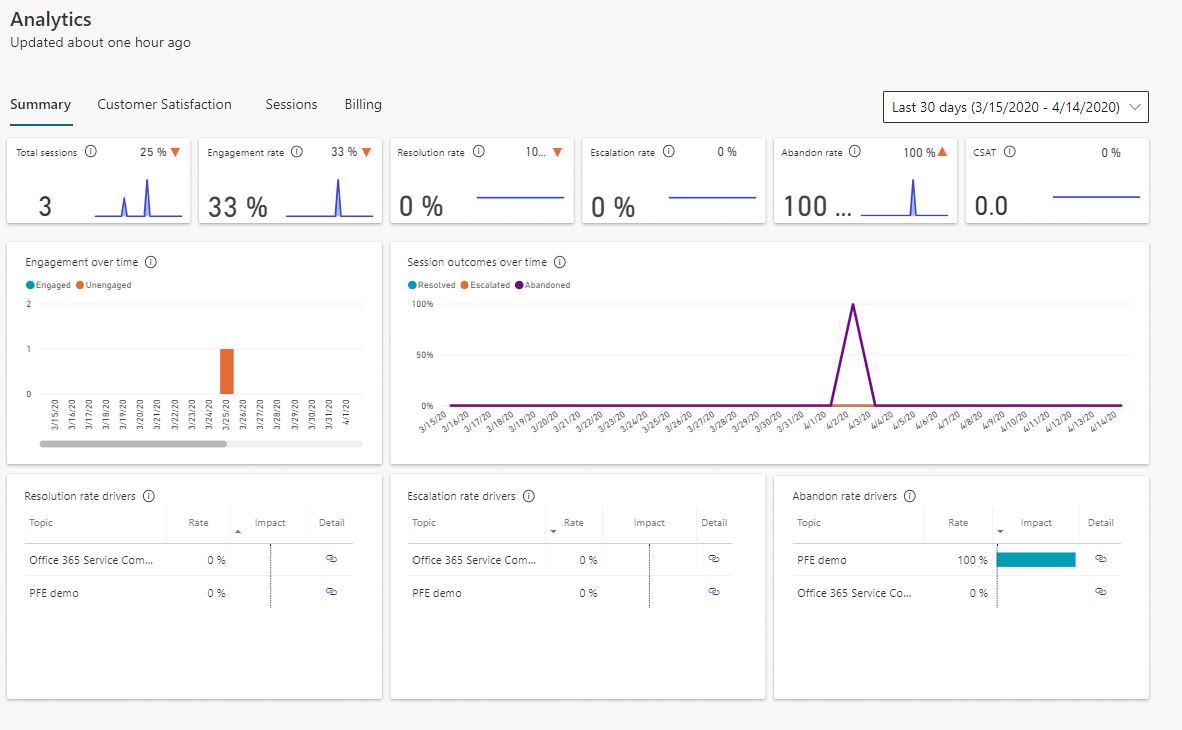 Analytics
Updated about one hour ago
Summary Customer Satisfaction Sessions Billing
Last 30 days (3/15/2020 - 4/14/2020)
Total sessions 25 %
3
Engagement rate 33 %
33 %
Resolution rate 10...
0 %
Escalation rate 0 %
0 %
Abandon rate 100 %
100 ...
CSAT 0 %
0.0
Engagement over time
Engaged Unengaged
2
1
0
3/15/20 3/16/20 3/17/20 3/18/20 3/19/20 3/20/20 3/21/20 3/22/20 3/23/20 3/24/20 3/25/20 3/26/20 3/27/20 3/28/20 3/29/20 3/30/20 3/31/20 4/1/20
Session outcomes over time
Resolved Escalated Abandoned
100%
50%
0%
3/15/20 3/16/20 3/17/20 3/18/20 3/19/20 3/20/20 3/21/20 3/22/20 3/23/20 3/24/20 3/25/20 3/26/20 3/27/20 3/28/20 3/29/20 3/30/20 3/31/20 4/1/20 4/2/20 4/3/20 4/4/20 4/5/20 4/6/20 4/7/20 4/8/20 4/9/20 4/10/20 4/11/20 4/12/20 4/13/20 4/14/20
Resolution rate drivers
Topic Rate Impact Detail
Office 365 Service Com... 0 %
PFE demo 0 %
Escalation rate drivers
Topic Rate Impact Detail
Office 365 Service Com... 0 %
PFE demo 0 %
Abandon rate drivers
Topic Rate Impact Detail
PFE demo 100 %
Office 365 Service Co... 0 %